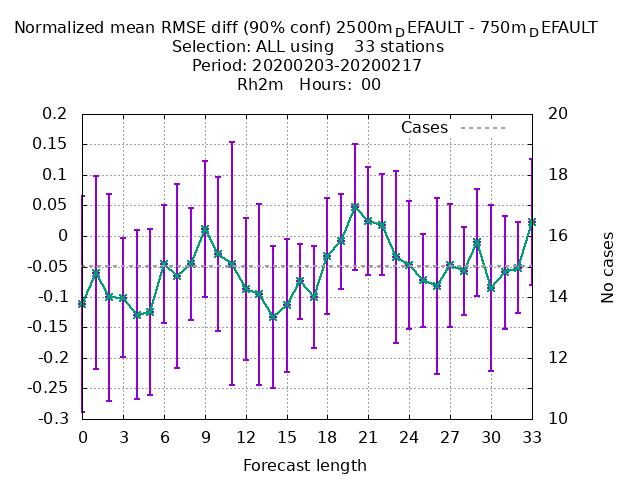 Normalized mean RMSE diff (90% conf) 2500m_DEFAULT - 750m_DEFAULT
Selection: ALL using 33 stations
Period: 20200203-20200217
Rh2m Hours: 00
Cases
0.2
0.15
0.1
0.05
0
-0.05
-0.1
-0.15
-0.2
-0.25
-0.3
20
18
16
14
12
10
No cases
0 3 6 9 12 15 18 21 24 27 30 33
Forecast length